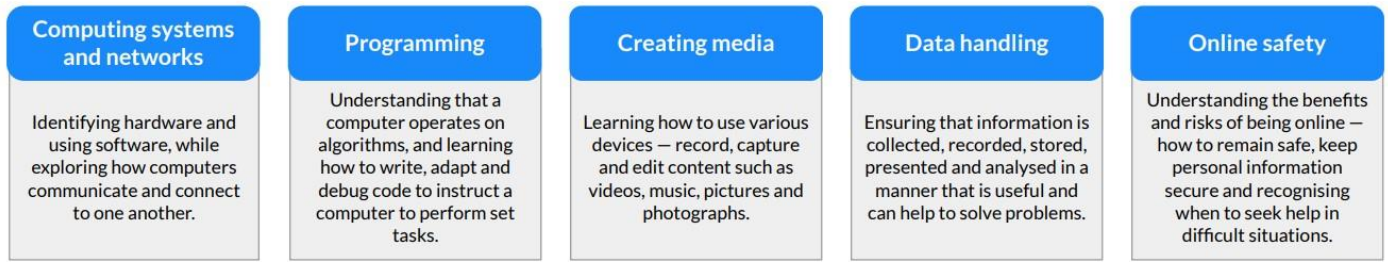 Computing systems
and networks
Identifying hardware and
using software, while
exploring how computers
communicate and connect
to one another.
Programming
Understanding that a
computer operates on
algorithms, and learning
how to write, adapt and
debug code to instruct a
computer to perform set
tasks.
Creating media
Learning how to use various
devices — record, capture
and edit content such as
videos, music, pictures and
photographs.
Data handling
Ensuring that information is
collected, recorded, stored,
presented and analysed in a
manner that is useful and
can help to solve problems.
Online safety
Understanding the benefits
and risks of being online —
how to remain safe, keep
personal information
secure and recognising
when to seek help in
difficult situations.